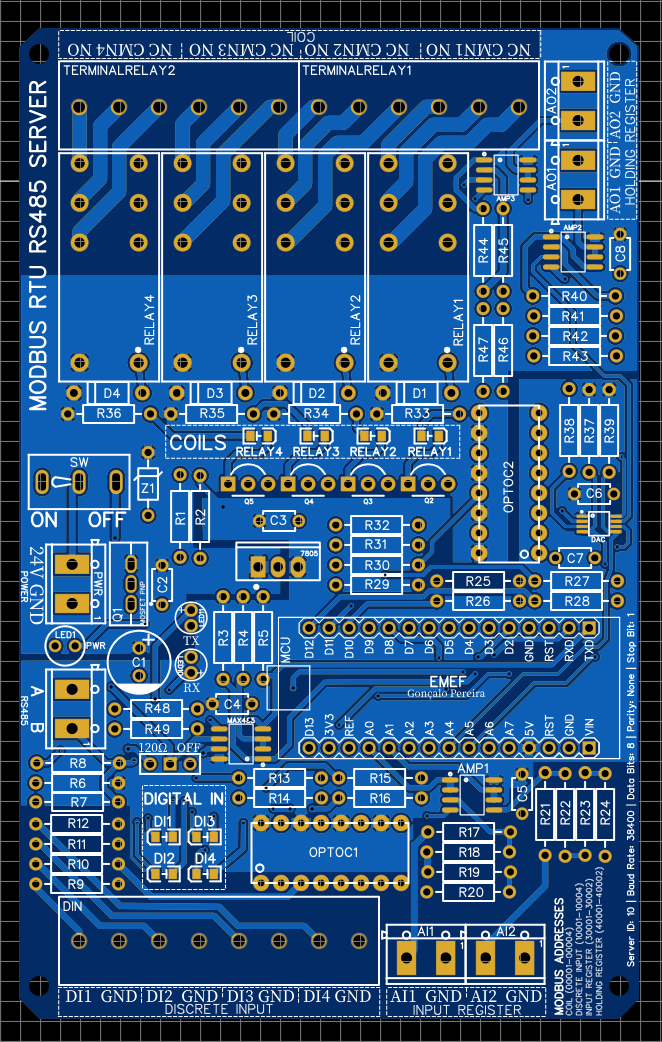 COIL
NO CMN4 NC NO CMN3 NC NO CMN2 NC NO CMN1 NC
TERMINALRELAY2
TERMINALRELAY1
MODBUS RTU RS485 SERVER
AO2
AO1
1
1
AO1 GND AO2 GND
HOLDING REGISTER
AMP3
AMP2
C8
R44
R45
R40
R41
R42
R43
R47
R46
RELAY4
RELAY3
RELAY2
RELAY1
D4
D3
D2
D1
R36
R35
R34
R33
COILS
RELAY4
RELAY3
RELAY2
RELAY1
OPTOC2
R38
R37
R39
SW
ON OFF
Z1
Q5
Q4
Q3
Q2
C6
DAC
C7
R1
R2
C3
7805
R32
R31
R30
R29
R25
R26
R27
R28
24V GND
POWER
PWR
1
Q1
MOSFET PNP
C2
LED1
PWR
C1
TX
RX
R3
R4
R5
MCU
D12
D11
D10
D9
D8
D7
D6
D5
D4
D3
D2
GND
RST
RXD
TXD
EMEF
Gonçalo Pereira
D13
3V3
REF
A0
A1
A2
A3
A4
A5
A6
A7
5V
RST
GND
VIN
A
B
RS485
1
R48
R49
C4
MAX483
120Ω OFF
R8
R6
R7
R12
R11
R10
R9
R13
R14
R15
R16
AMP1
C5
R21
R22
R23
R24
DIGITAL IN
DI1
DI3
DI2
DI4
OPTOC1
R17
R18
R19
R20
DIN
AI1
AI2
1
1
DI1 GND DI2 GND DI3 GND DI4 GND
DISCRETE INPUT
AI1 GND AI2 GND
INPUT REGISTER
MODBUS ADDRESSES
COIL (00001-00004)
DISCRETE INPUT (10001-10004)
INPUT REGISTER (30001-30002)
HOLDING REGISTER (40001-40002)
Server ID: 10 | Baud Rate: 38400 | Data Bits: 8 | Parity: None | Stop Bit: 1